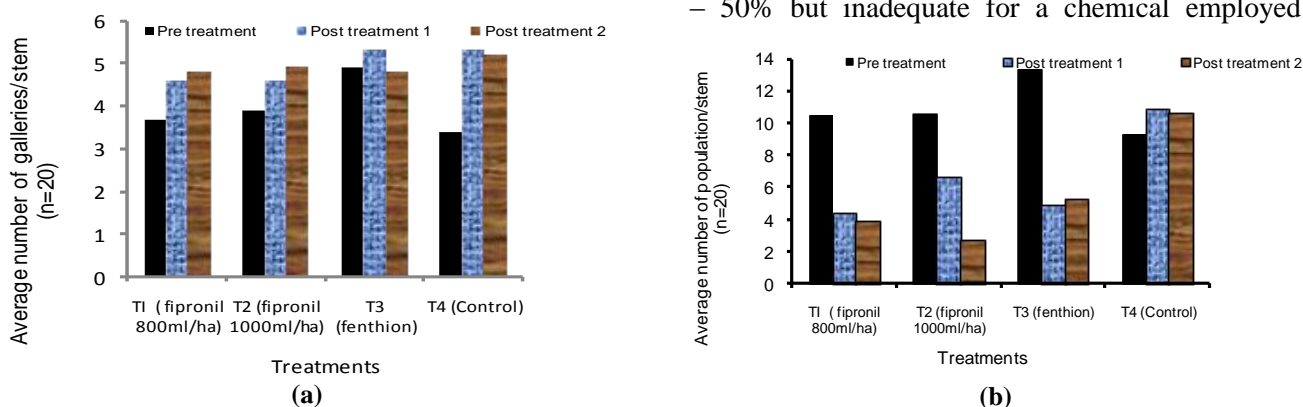 – 50% but inadequate for a chemical employed
Average number of galleries/stem
(n=20)
6
5
4
3
2
1
0
Pre treatment
Post treatment 1
Post treatment 2
T1 (fipronil
800ml/ha)
T2 (fipronil
1000ml/ha)
T3
(fenthion)
T4 (Control)
Treatments
(a)
Average number of population/stem
(n=20)
14
12
10
8
6
4
2
0
Pre treatment
Post treatment 1
Post treatment 2
T1 (fipronil
800ml/ha)
T2 (fipronil
1000ml/ha)
T3 (fenthion)
T4 (Control)
Treatments
(b)